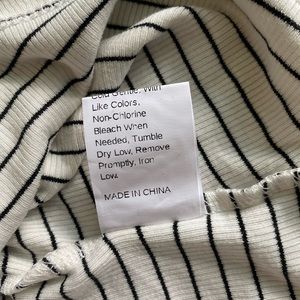 Cold Gentle, With
Like Colors,
Non-Chlorine
Bleach When
Needed, Tumble
Dry Low, Remove
Promptly, Iron
Low.
MADE IN CHINA